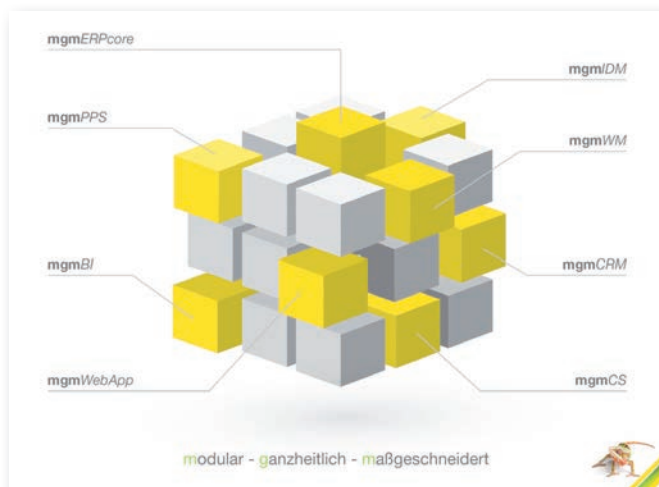 mgmERPcore
mgmIDM
mgmPPS
mgmWM
mgmBI
mgmCRM
mgmWebApp
mgmCS
modular - ganzheitlich - maßgeschneidert